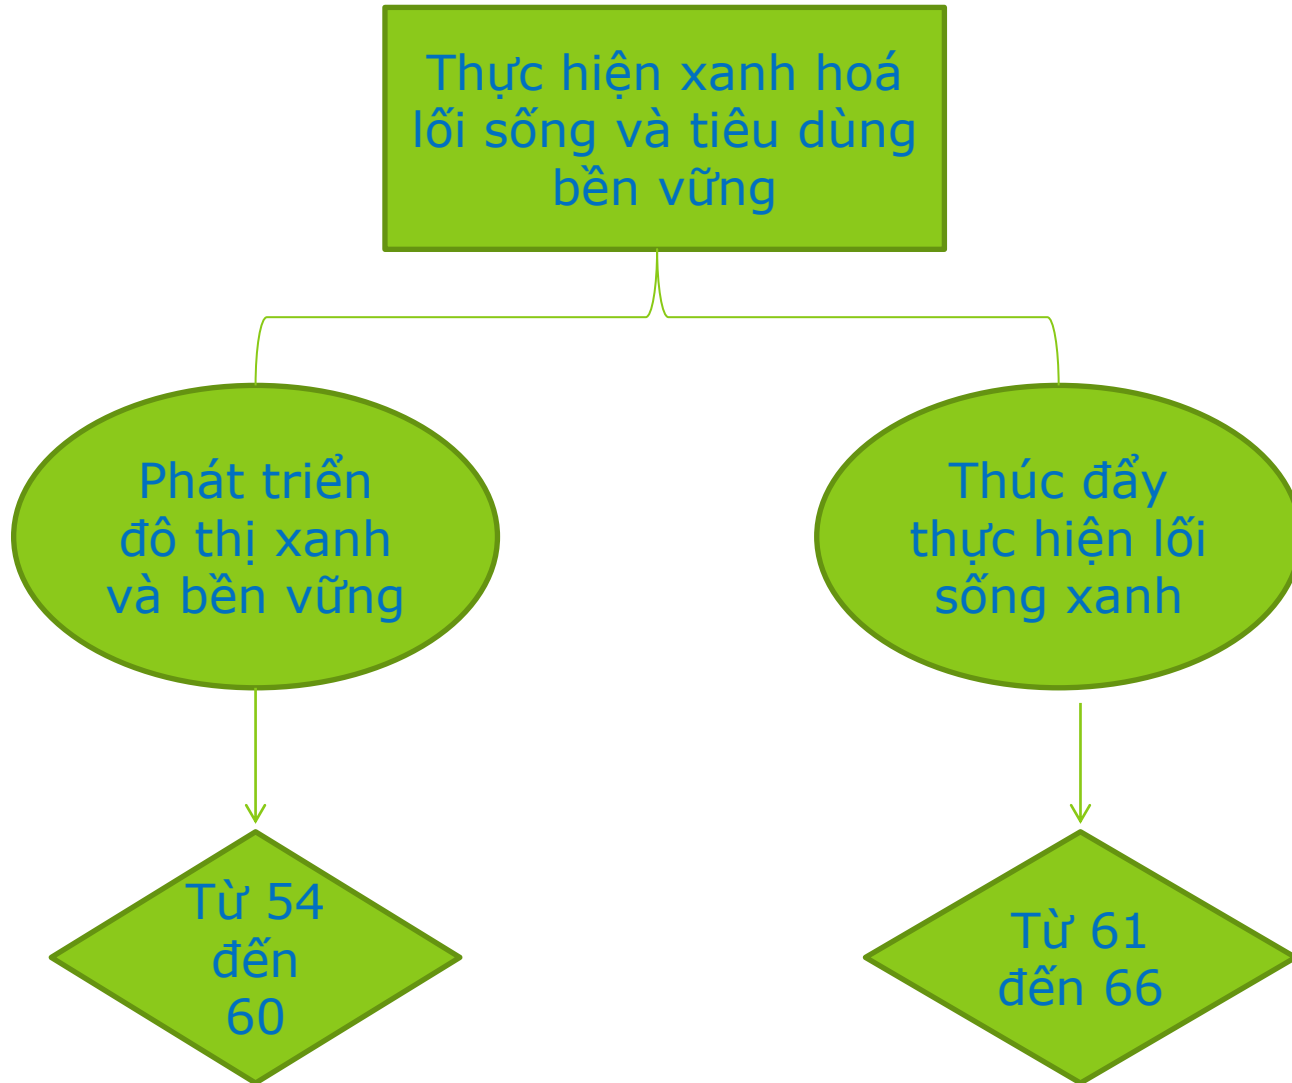 Thực hiện xanh hoá
lối sống và tiêu dùng
bền vững
Phát triển
đô thị xanh
và bền vững
Thúc đẩy
thực hiện lối
sống xanh
Từ 54
đến
60
Từ 61
đến 66